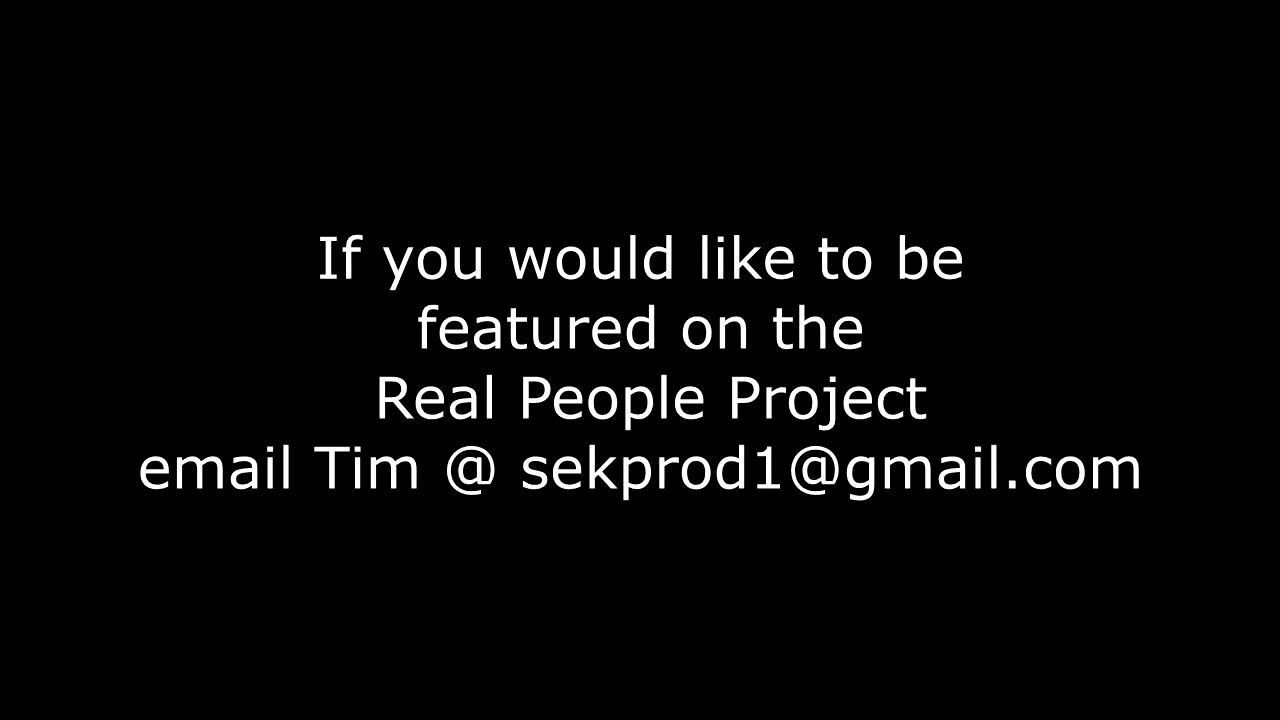 If you would like to be
featured on the
Real People Project
email Tim @ sekprod1@gmail.com